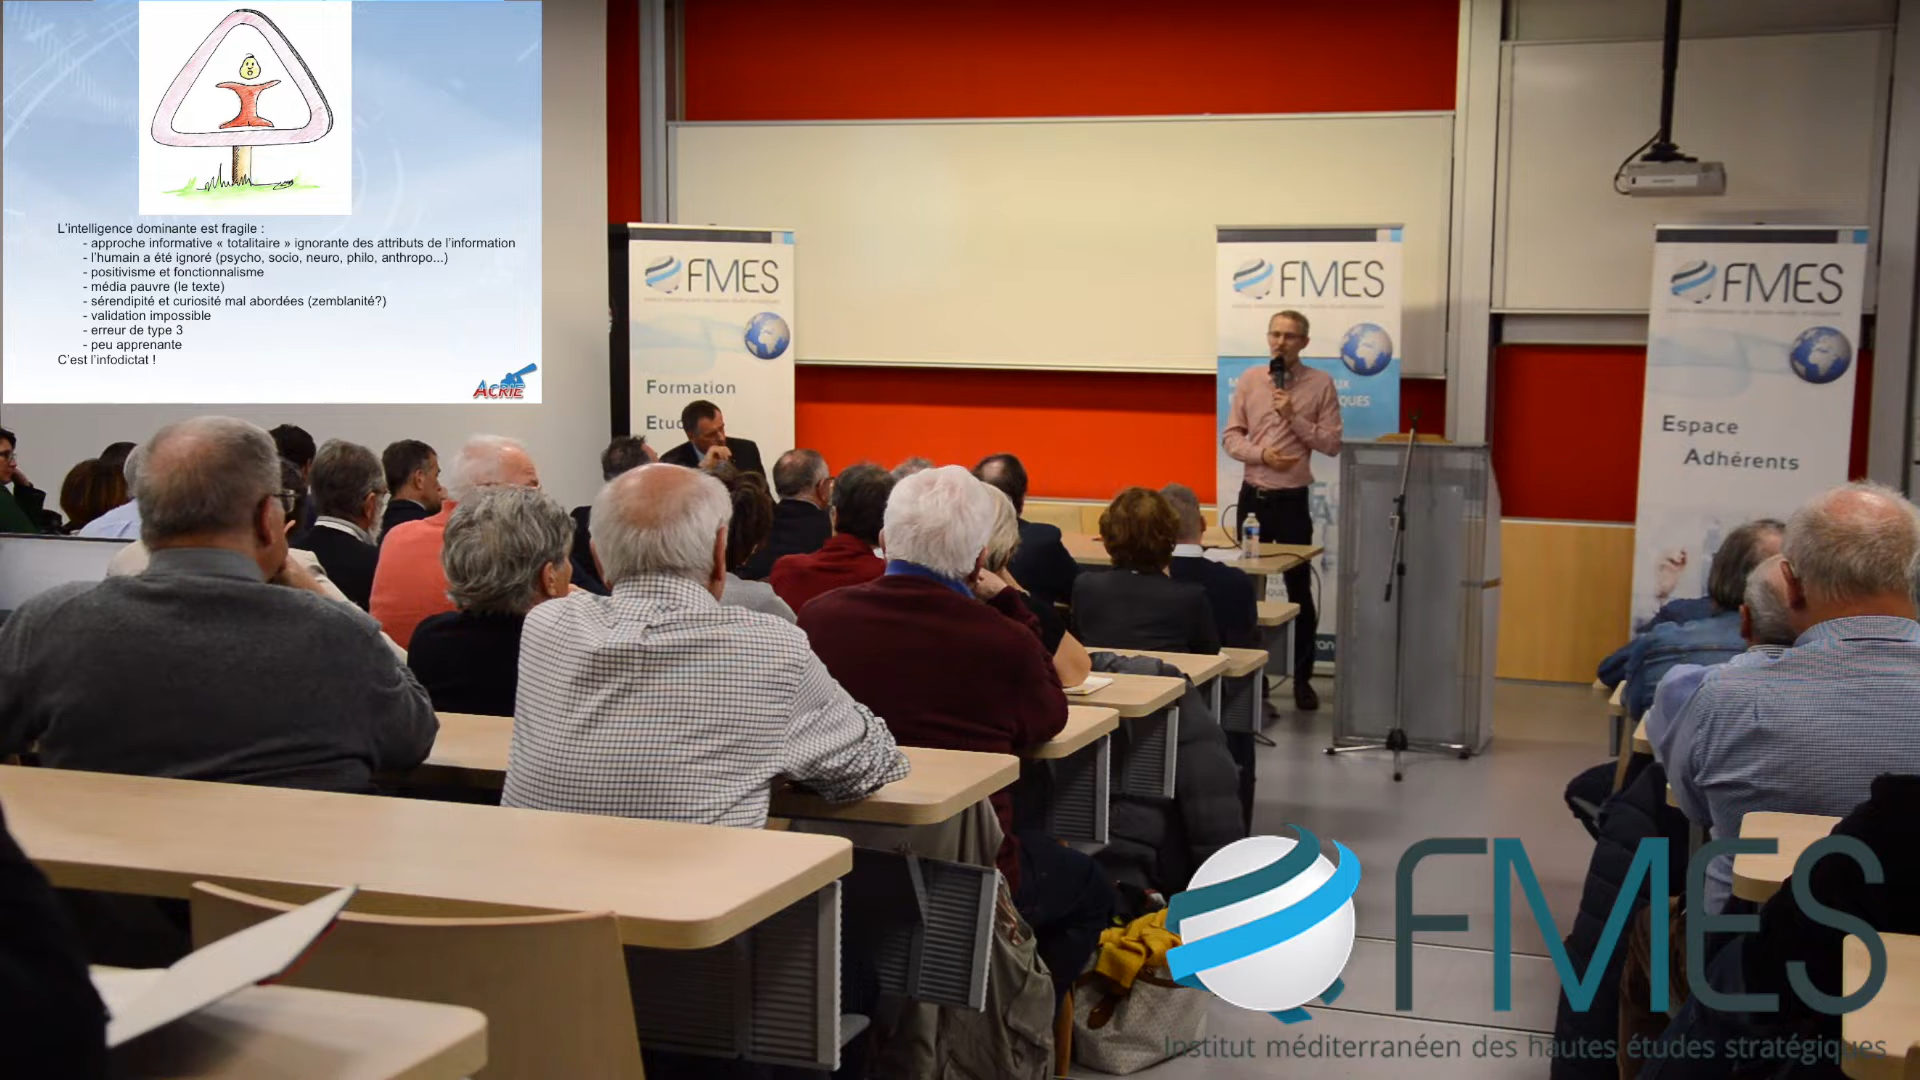 L'intelligence dominante est fragile :
- approche informative « totalitaire » ignorante des attributs de l'information
- l'humain a été ignoré (psycho, socio, neuro, philo, anthropo...)
- positivisme et fonctionnalisme
- média pauvre (le texte)
- sérendipité et curiosité mal abordées (zemblanité?)
- validation impossible
- erreur de type 3
- peu apprenante
C'est l'infodictat !
ACRIE
FMES
Formation
Etud
FMES
UX
QUES
FMES
Espace
Adhérents
FMES
Institut méditerranéen des hautes études stratégiques